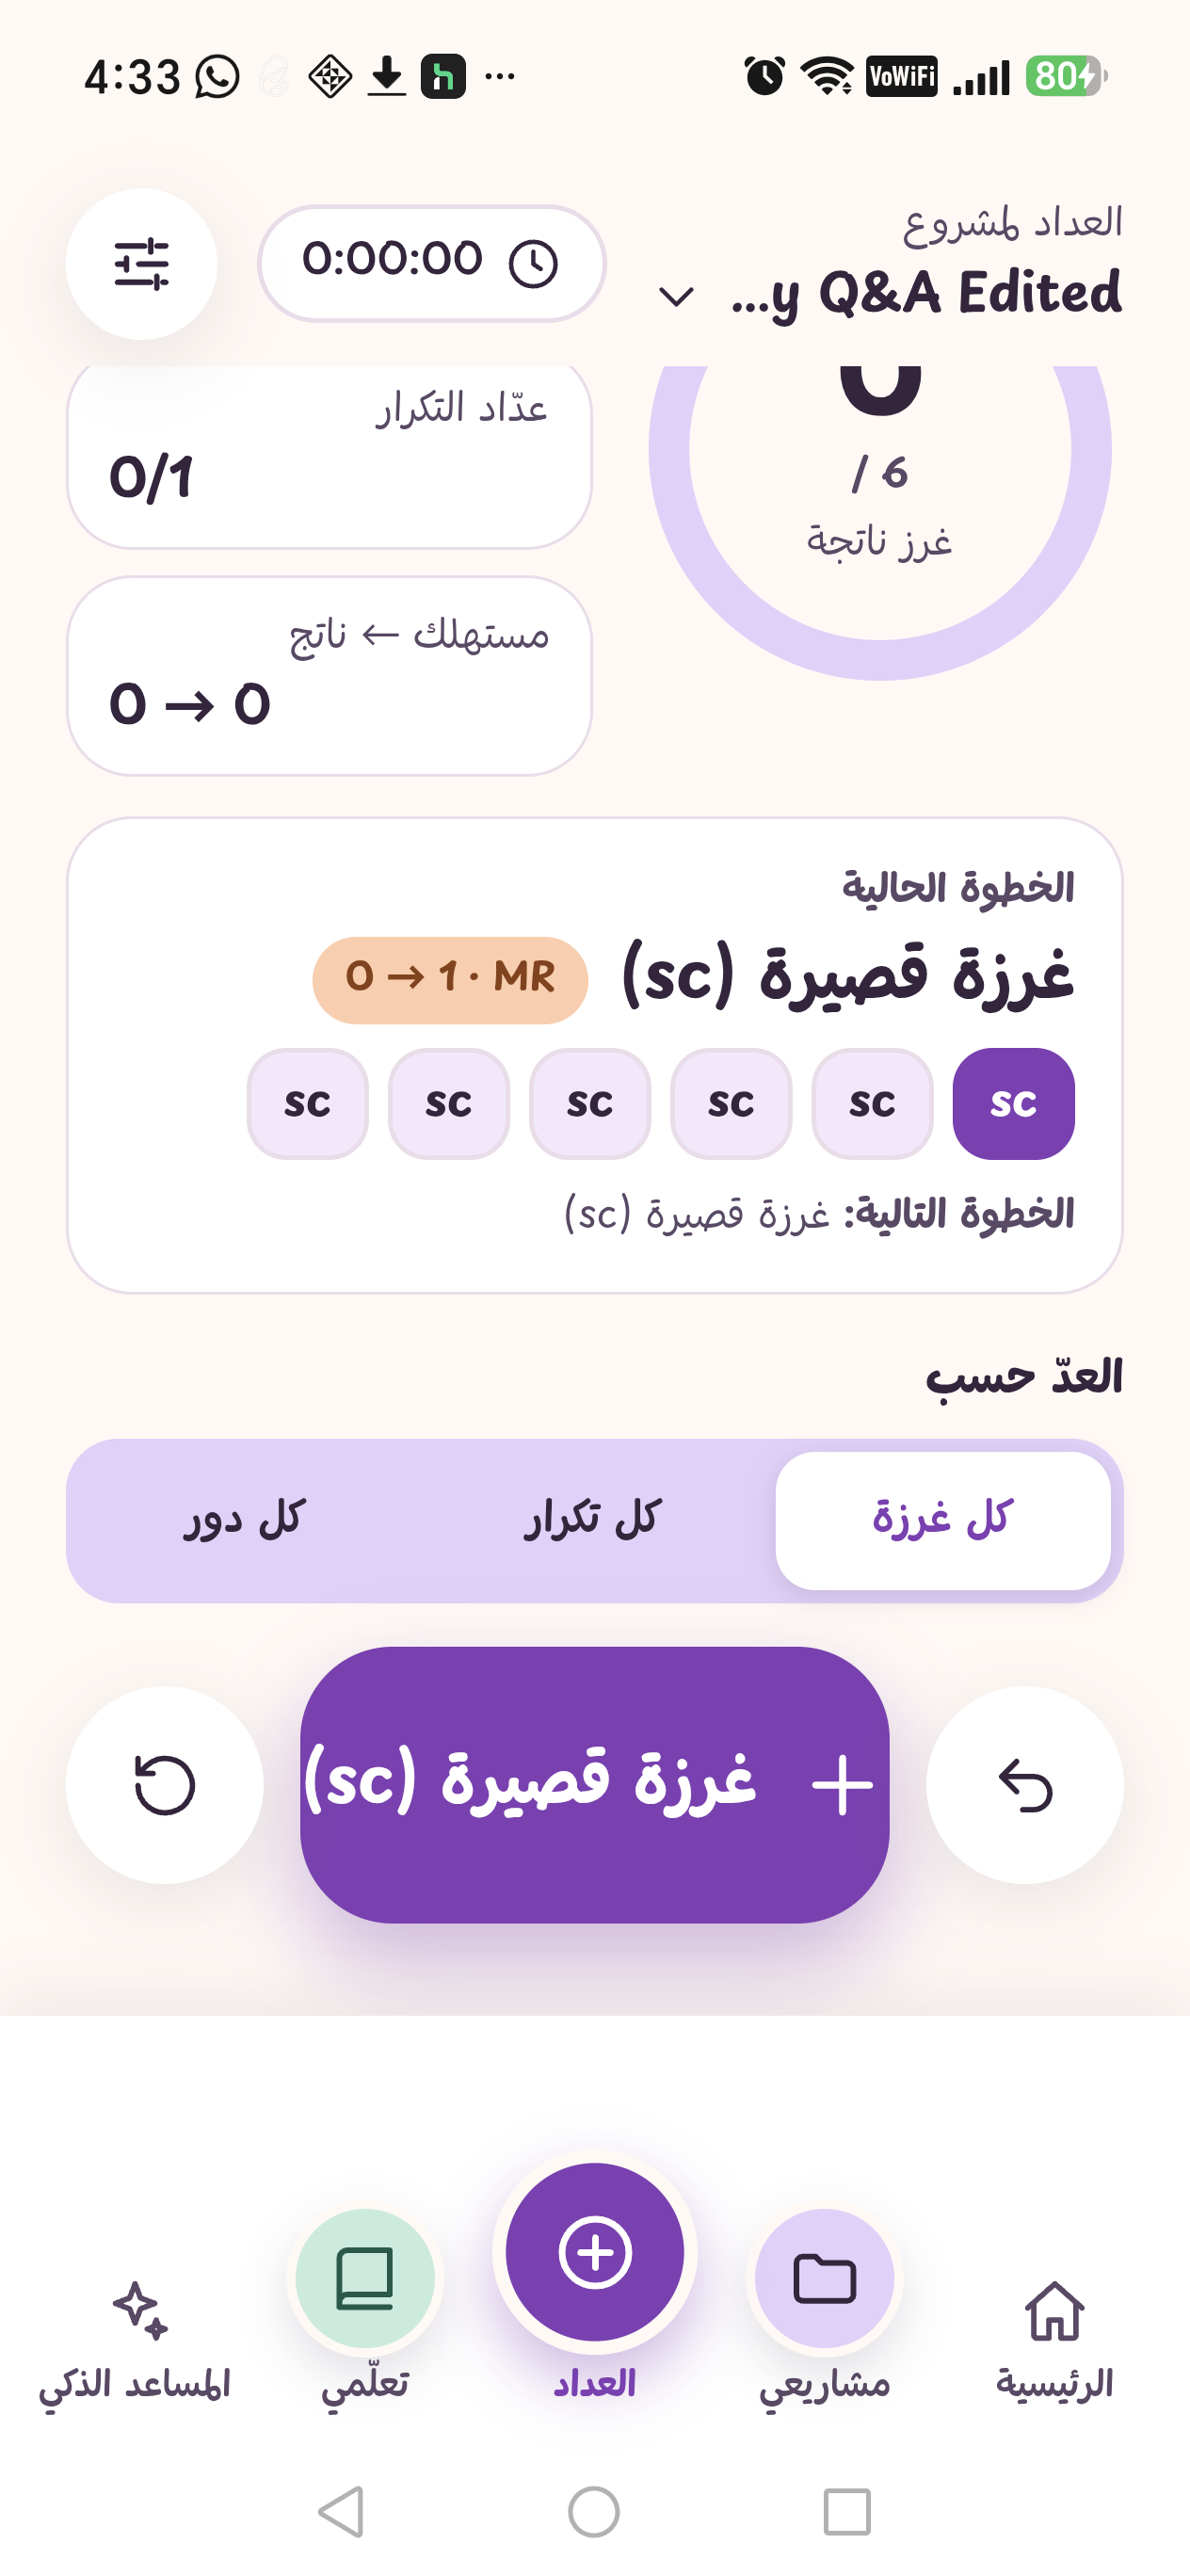 4:33
VoWiFi
80
العداد لمشروع
...y Q&A Edited
0:00:00
0
/ 6
غرز ناتجة
عدّاد التكرار
0/1
مستهلك ← ناتج
0 → 0
الخطوة الحالية
غرزة قصيرة (sc)
0 → 1 · MR
sc
sc
sc
sc
sc
sc
الخطوة التالية: غرزة قصيرة (sc)
العدّ حسب
كل غرزة
كل تكرار
كل دور
+ غرزة قصيرة (sc)
الرئيسية
مشاريعي
العداد
تعلّمي
المساعد الذكي